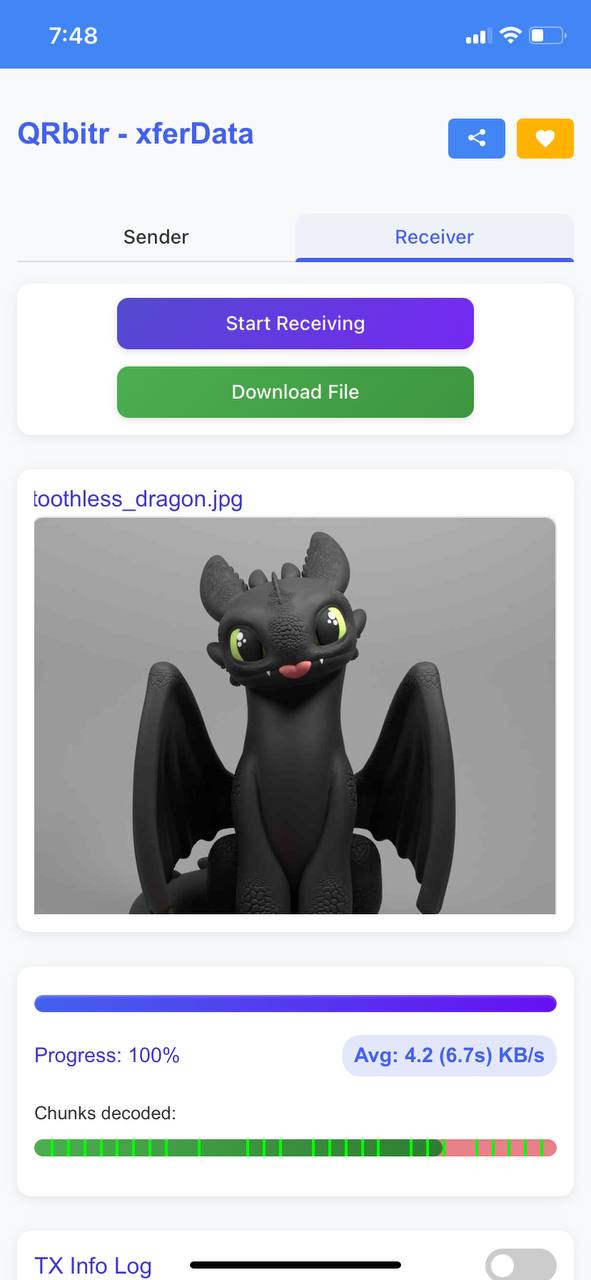 7:48
QRbitr - xferData
Sender Receiver
Start Receiving
Download File
toothless_dragon.jpg
Progress: 100% Avg: 4.2 (6.7s) KB/s
Chunks decoded:
TX Info Log